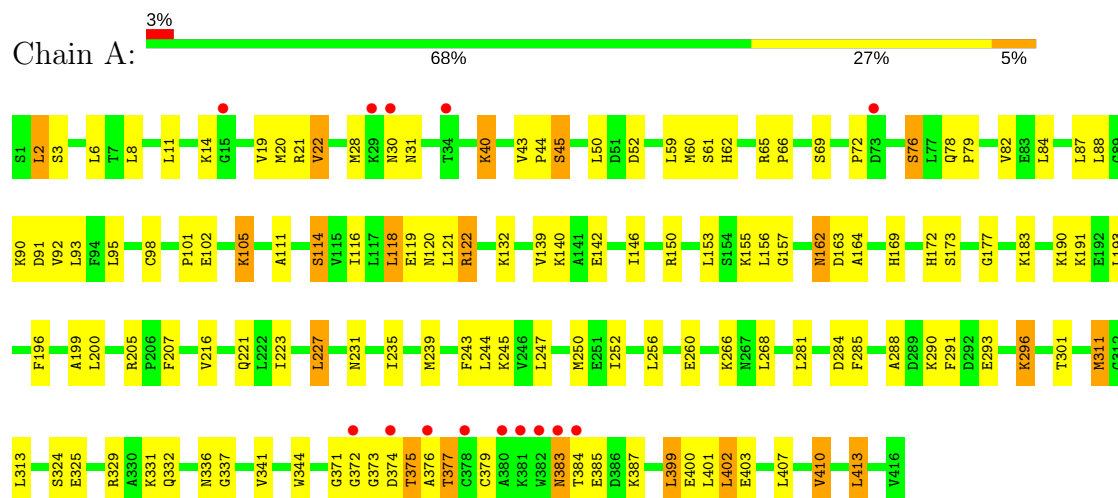 3%
Chain A:
68% 27% 5%
S1 L2 S3 L6 T7 L8 L11 K14 G15 V19 M20 R21 V22 M28 K29 N30 N31 T34 K40 V43 P44 S45 L50 D51 D52 L59 M60 S61 H62 R65 P66 S69 P72 D73 S76 L77 Q78 P79 V82 E83 L84 L87 L88 G89
K90 D91 V92 L93 F94 L95 C98 P101 E102 K105 A111 S114 V115 I116 L117 L118 E119 N120 L121 R122 K132 V139 K140 A141 E142 I146 R150 L153 S154 K155 L156 G157 N162 D163 A164 H169 H172 S173 G177 K183 K190 K191 E192 L193
F196 A199 L200 R205 P206 F207 V216 Q221 L222 I223 L227 N231 I235 M239 F243 L244 K245 V246 L247 M250 E251 I252 L256 E260 K266 N267 L268 L281 D284 F285 A288 D289 K290 F291 D292 E293 K296 T301 M311 G312
L313 S324 E325 R329 A330 K331 Q332 N336 G337 V341 W344 G371 G372 G373 D374 T375 A376 T377 C378 C379 A380 K381 W382 N383 T384 E385 D386 K387 L399 E400 L401 L402 E403 L407 V410 L413 V416